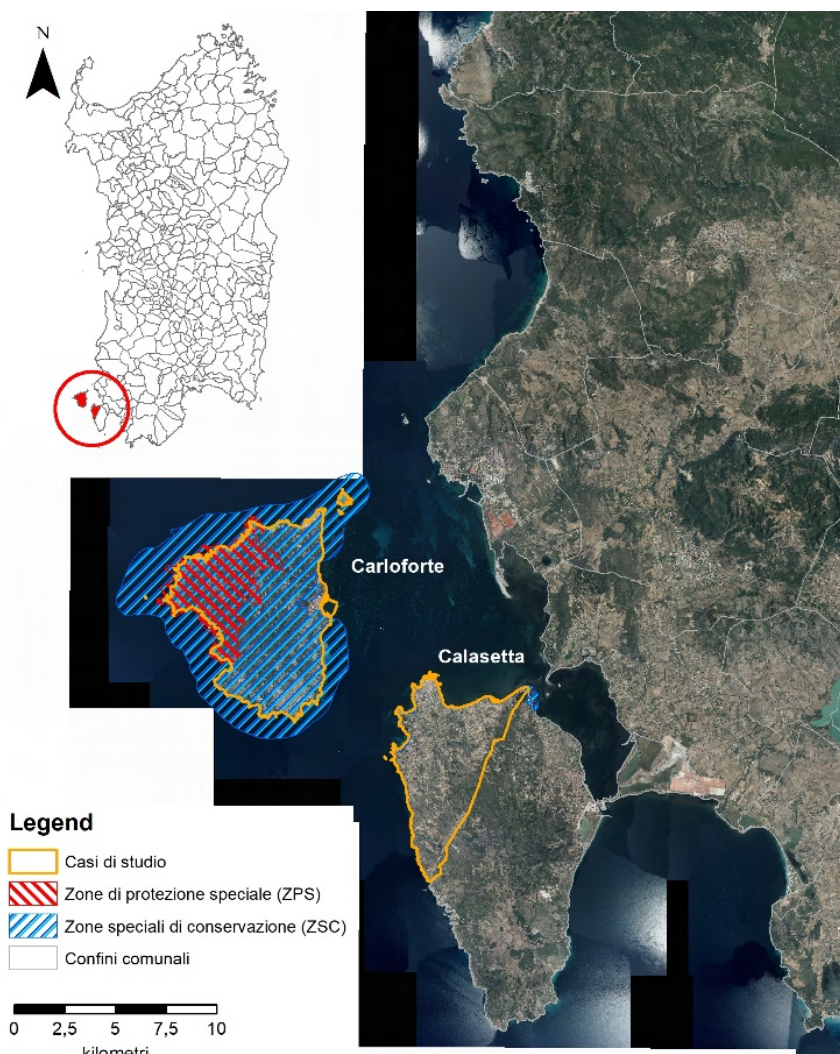 N
Carloforte
Calasetta
Legend
Casi di studio
Zone di protezione speciale (ZPS)
Zone speciali di conservazione (ZSC)
Confini comunali
0 2,5 5 7,5 10
kilometri